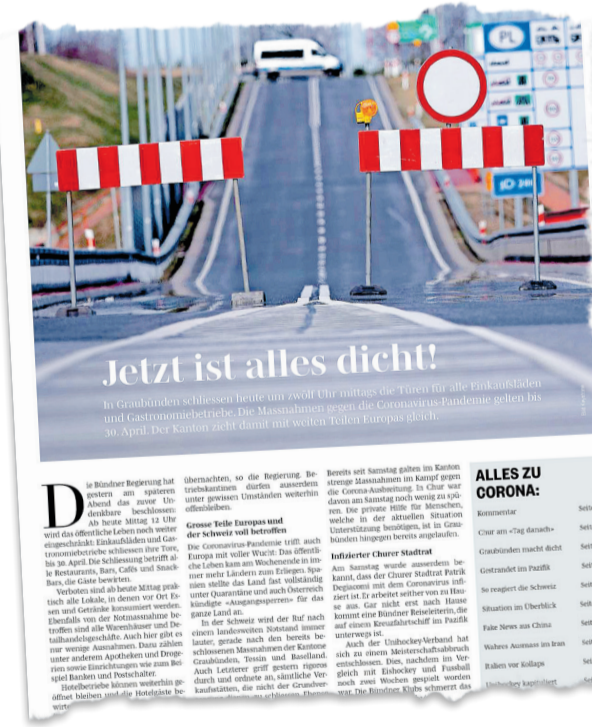 PL
Jetzt ist alles dicht!
In Graubünden schliessen heute um zwölf Uhr mittags die Türen für alle Einkaufsläden
und Gastronomiebetriebe. Die Massnahmen gegen die Coronavirus-Pandemie gelten bis
30. April. Der Kanton zieht damit mit weiten Teilen Europas gleich.
Die Bündner Regierung hat
gestern am späteren
Abend das zuvor Un-
denkbare beschlossen:
Ab heute Mittag 12 Uhr
wird das öffentliche Leben noch weiter
eingeschränkt: Einkaufsläden und Gas-
tronomiebetriebe schliessen ihre Tore,
bis 30. April. Die Schliessung betrifft al-
le Restaurants, Bars, Cafés und Snack-
Bars, die Gäste bewirten.
Verboten sind ab heute Mittag prak-
tisch alle Lokale, in denen vor Ort Es-
sen und Getränke konsumiert werden.
Ebenfalls von der Notmassnahme be-
troffen sind alle Warenhäuser und De-
tailhandelsgeschäfte. Auch hier gibt es
nur wenige Ausnahmen. Dazu zählen
unter anderem Apotheken und Droge-
rien sowie Einrichtungen wie zum Bei-
spiel Banken und Postschalter.
Hotelbetriebe können weiterhin ge-
öffnet bleiben und die Hotelgäste be-
wirten
übernachten, so die Regierung. Be-
triebskantinen dürfen ausserdem
unter gewissen Umständen weiterhin
offenbleiben.
Grosse Teile Europas und
der Schweiz voll betroffen
Die Coronavirus-Pandemie trifft auch
Europa mit voller Wucht: Das öffentli-
che Leben kam am Wochenende in im-
mer mehr Ländern zum Erliegen. Spa-
nien stellte das Land fast vollständig
unter Quarantäne und auch Österreich
kündigte «Ausgangssperren» für das
ganze Land an.
In der Schweiz wird der Ruf nach
einem landesweiten Notstand immer
lauter, gerade nach den bereits be-
schlossenen Massnahmen der Kantone
Graubünden, Tessin und Baselland.
Auch Letzterer griff gestern rigoros
durch und ordnete an, sämtliche Ver-
kaufsstätten, die nicht der Grundver-
Bereits seit Samstag galten im Kanton
strenge Massnahmen im Kampf gegen
die Corona-Ausbreitung. In Chur war
davon am Samstag noch wenig zu spü-
ren. Die private Hilfe für Menschen,
welche in der aktuellen Situation
Unterstützung benötigen, ist in Grau-
bünden hingegen bereits angelaufen.
Infizierter Churer Stadtrat
Am Samstag wurde ausserdem be-
kannt, dass der Churer Stadtrat Patrik
Degiacomi mit dem Coronavirus infi-
ziert ist. Er arbeitet seither von zu Hau-
se aus. Gar nicht erst nach Hause
kommt eine Bündner Reiseleiterin, die
auf einem Kreuzfahrtschiff im Pazifik
unterwegs ist.
Auch der Unihockey-Verband hat
sich zu einem Meisterschaftsabbruch
entschlossen. Dies, nachdem im Ver-
gleich mit Eishockey und Fussball
noch zwei Wochen gespielt worden
war. Die Bündner Klubs schmerzt das
ALLES ZU
CORONA:
Kommentar Seite
Chur am «Tag danach» Seit
Graubünden macht dicht Seit
Gestrandet im Pazifik Seit
So reagiert die Schweiz Seit
Situation im Überblick Seit
Fake News aus China Seit
Wahres Ausmass im Iran Seit
Italien vor Kollaps Sei
Unihockey kapituliert